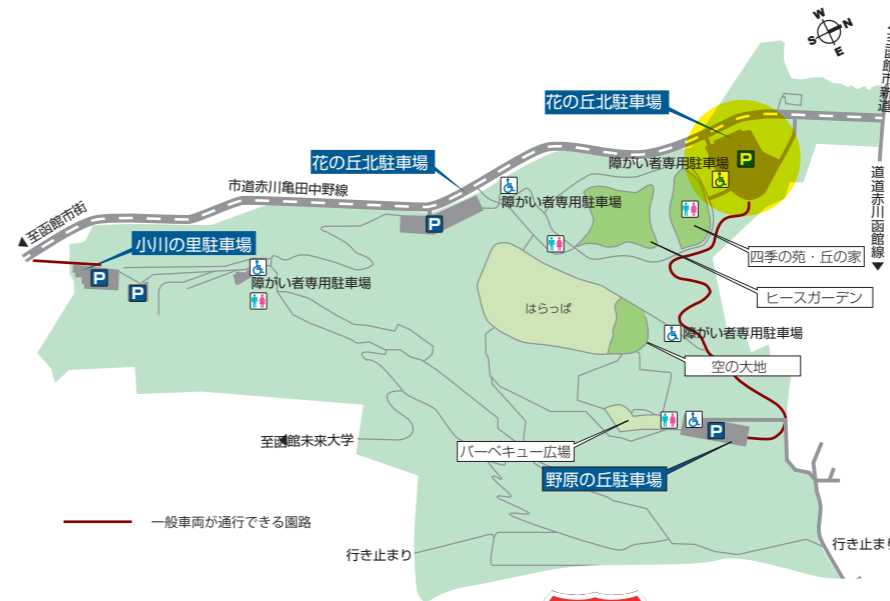 W
N
S
E
至函館市新道
花の丘北駐車場
花の丘北駐車場
障がい者専用駐車場
P
市道赤川亀田中野線
道道赤川函館線
障がい者専用駐車場
P
至函館市街
小川の里駐車場
四季の苑・丘の家
P
P
障がい者専用駐車場
ヒースガーデン
はらっぱ
障がい者専用駐車場
空の大地
P
至函館未来大学
バーベキュー広場
野原の丘駐車場
一般車両が通行できる園路
行き止まり
行き止まり